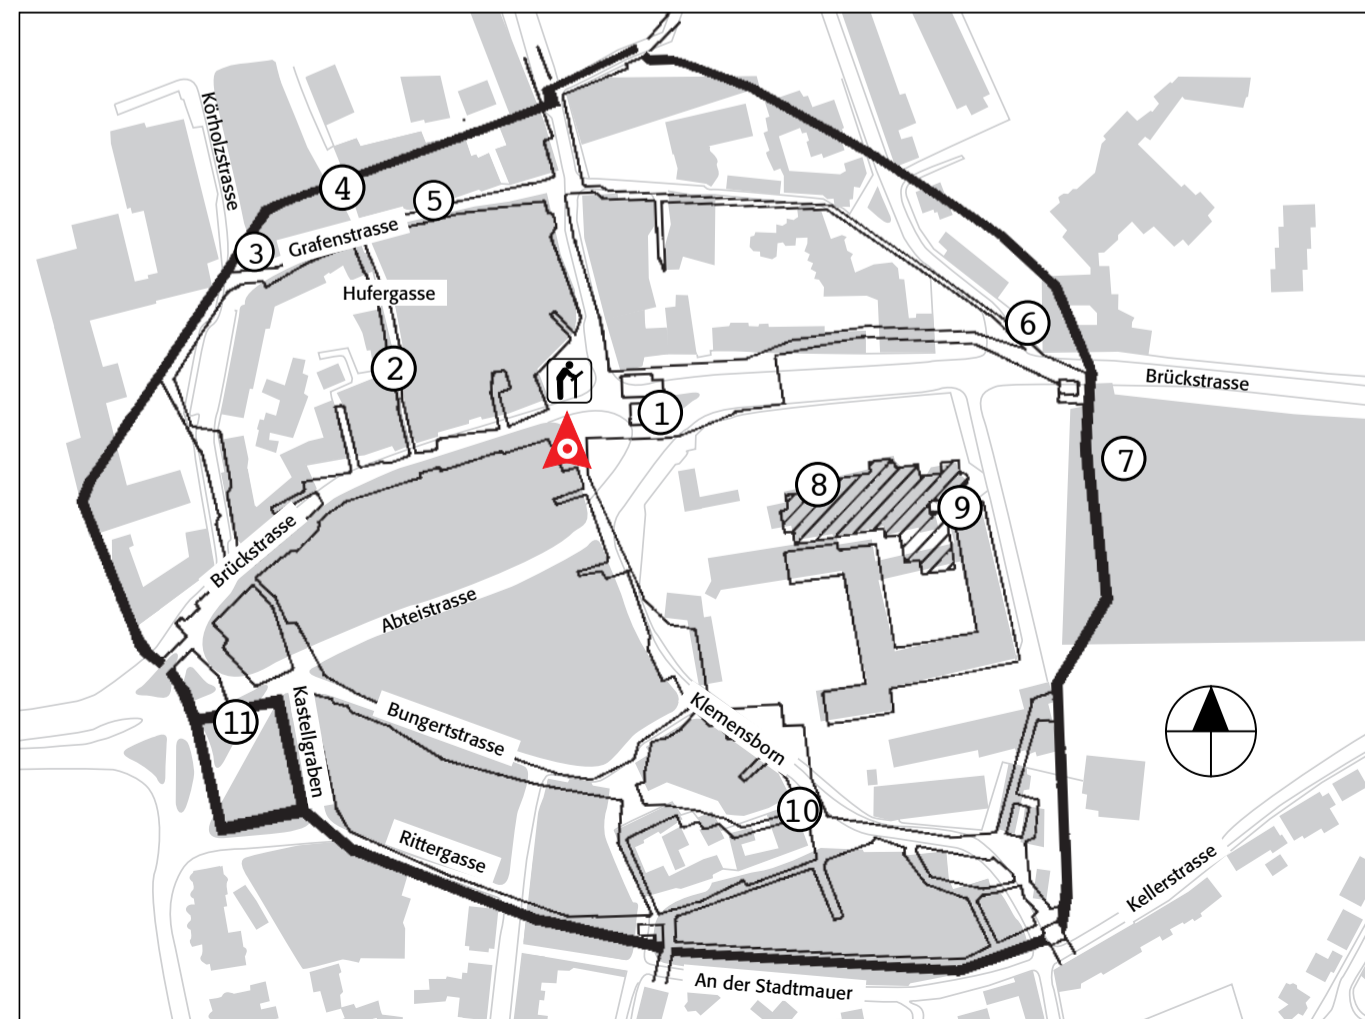 Körholzstrasse
4
5
3
Grafenstrasse
Hufergasse
6
2
Brückstrasse
1
7
8
9
Brückstrasse
Abteistrasse
Klemensborn
11
Kastellgraben
Bungertstrasse
10
Rittergasse
Kellerstrasse
An der Stadtmauer